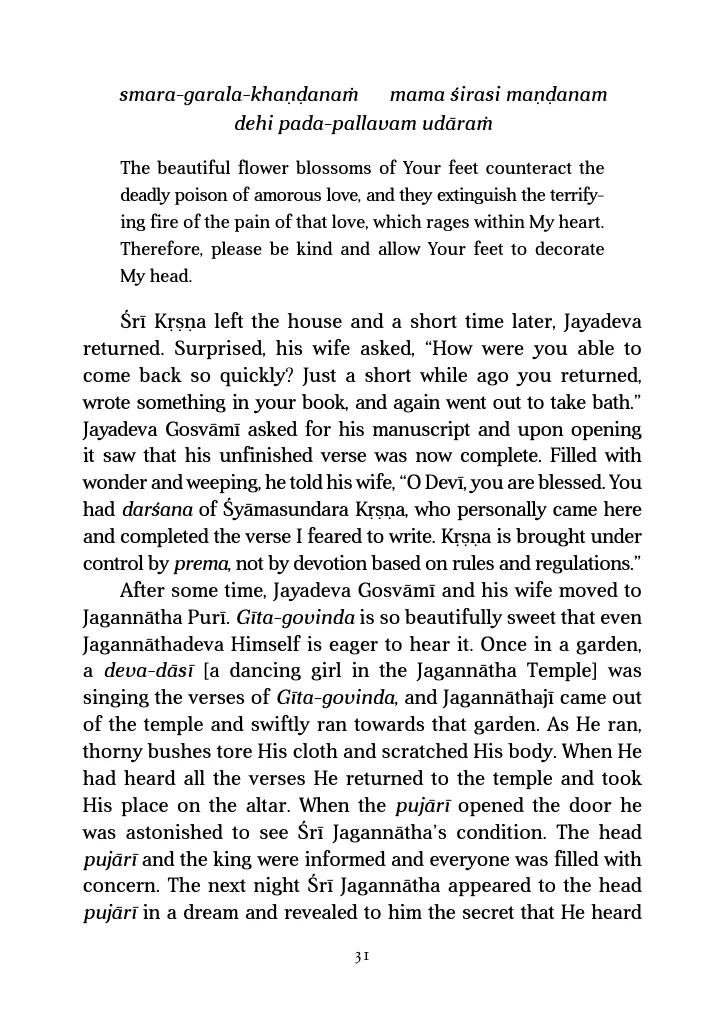 smara-garala-khaṇḍanaṁ mama śirasi maṇḍanam
dehi pada-pallavam udāraṁ
The beautiful flower blossoms of Your feet counteract the
deadly poison of amorous love, and they extinguish the terrify-
ing fire of the pain of that love, which rages within My heart.
Therefore, please be kind and allow Your feet to decorate
My head.
Śrī Kṛṣṇa left the house and a short time later, Jayadeva
returned. Surprised, his wife asked, “How were you able to
come back so quickly? Just a short while ago you returned,
wrote something in your book, and again went out to take bath.”
Jayadeva Gosvāmī asked for his manuscript and upon opening
it saw that his unfinished verse was now complete. Filled with
wonder and weeping, he told his wife, “O Devī, you are blessed. You
had darśana of Śyāmasundara Kṛṣṇa, who personally came here
and completed the verse I feared to write. Kṛṣṇa is brought under
control by prema, not by devotion based on rules and regulations.”
After some time, Jayadeva Gosvāmī and his wife moved to
Jagannātha Purī. Gīta-govinda is so beautifully sweet that even
Jagannāthadeva Himself is eager to hear it. Once in a garden,
a deva-dāsī [a dancing girl in the Jagannātha Temple] was
singing the verses of Gīta-govinda, and Jagannāthajī came out
of the temple and swiftly ran towards that garden. As He ran,
thorny bushes tore His cloth and scratched His body. When He
had heard all the verses He returned to the temple and took
His place on the altar. When the pujārī opened the door he
was astonished to see Śrī Jagannātha’s condition. The head
pujārī and the king were informed and everyone was filled with
concern. The next night Śrī Jagannātha appeared to the head
pujārī in a dream and revealed to him the secret that He heard
31